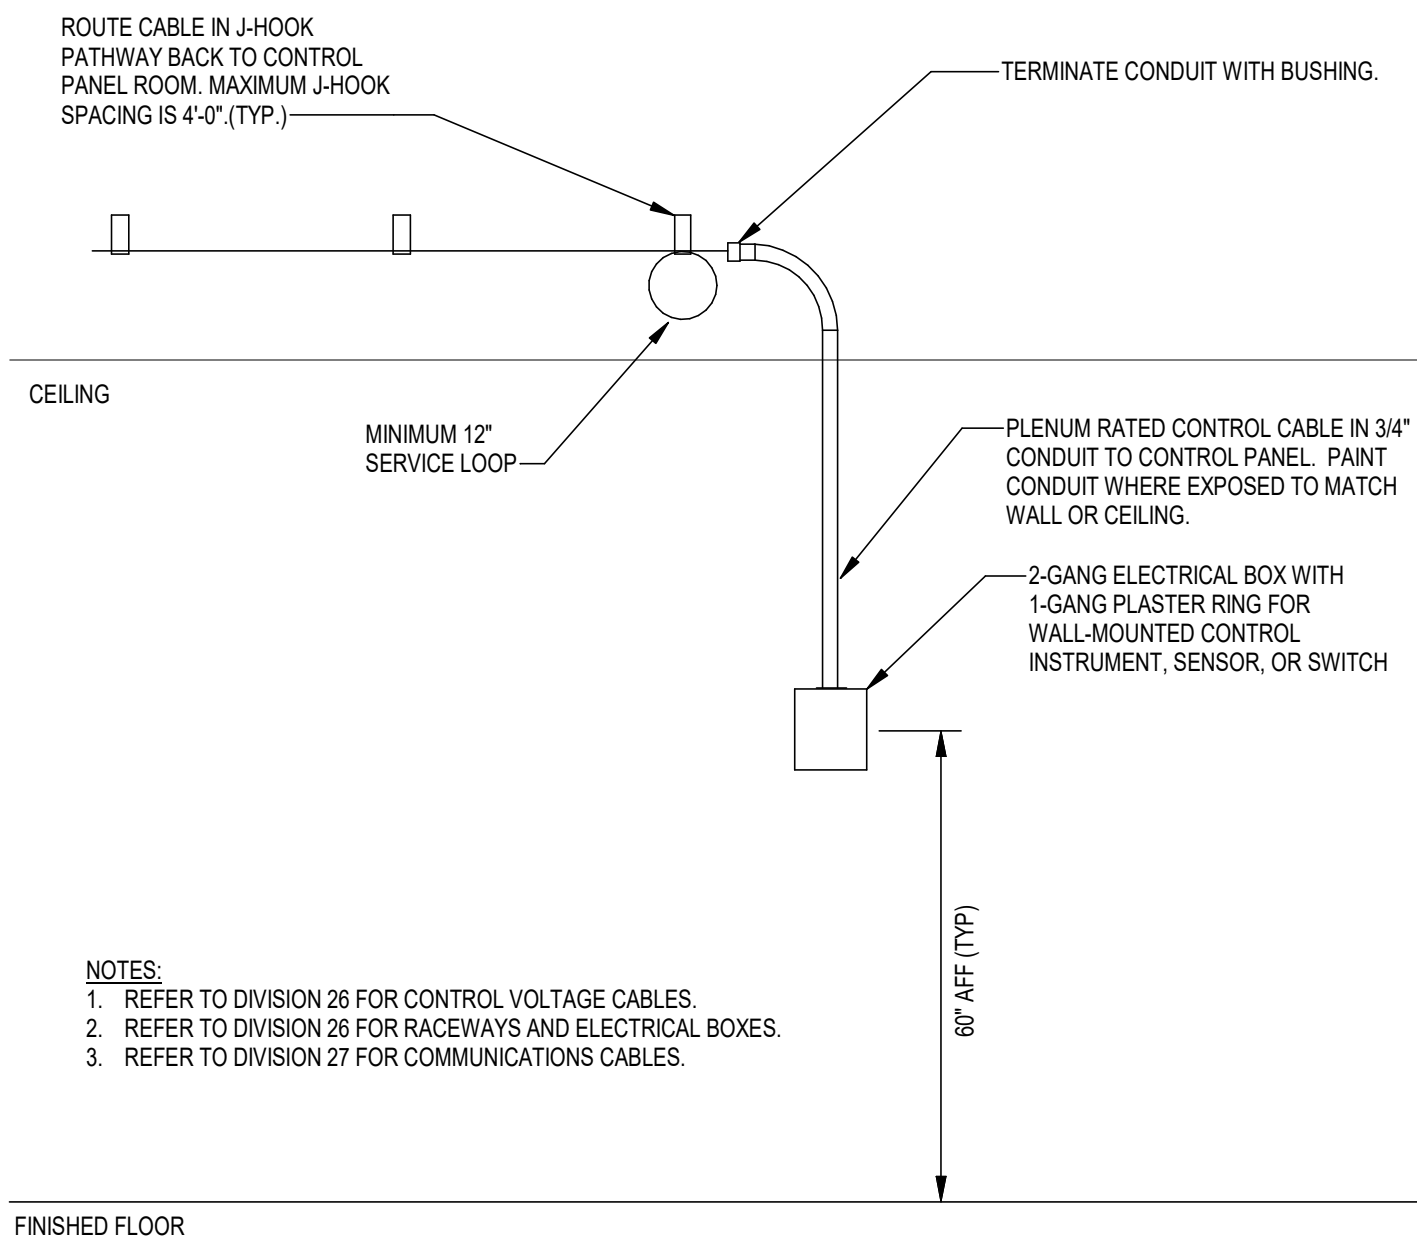 ROUTE CABLE IN J-HOOK
PATHWAY BACK TO CONTROL
PANEL ROOM. MAXIMUM J-HOOK
SPACING IS 4'-0".(TYP.)
TERMINATE CONDUIT WITH BUSHING.
CEILING
MINIMUM 12"
SERVICE LOOP
PLENUM RATED CONTROL CABLE IN 3/4"
CONDUIT TO CONTROL PANEL. PAINT
CONDUIT WHERE EXPOSED TO MATCH
WALL OR CEILING.
2-GANG ELECTRICAL BOX WITH
1-GANG PLASTER RING FOR
WALL-MOUNTED CONTROL
INSTRUMENT, SENSOR, OR SWITCH
60" AFF (TYP)
NOTES:
1. REFER TO DIVISION 26 FOR CONTROL VOLTAGE CABLES.
2. REFER TO DIVISION 26 FOR RACEWAYS AND ELECTRICAL BOXES.
3. REFER TO DIVISION 27 FOR COMMUNICATIONS CABLES.
FINISHED FLOOR